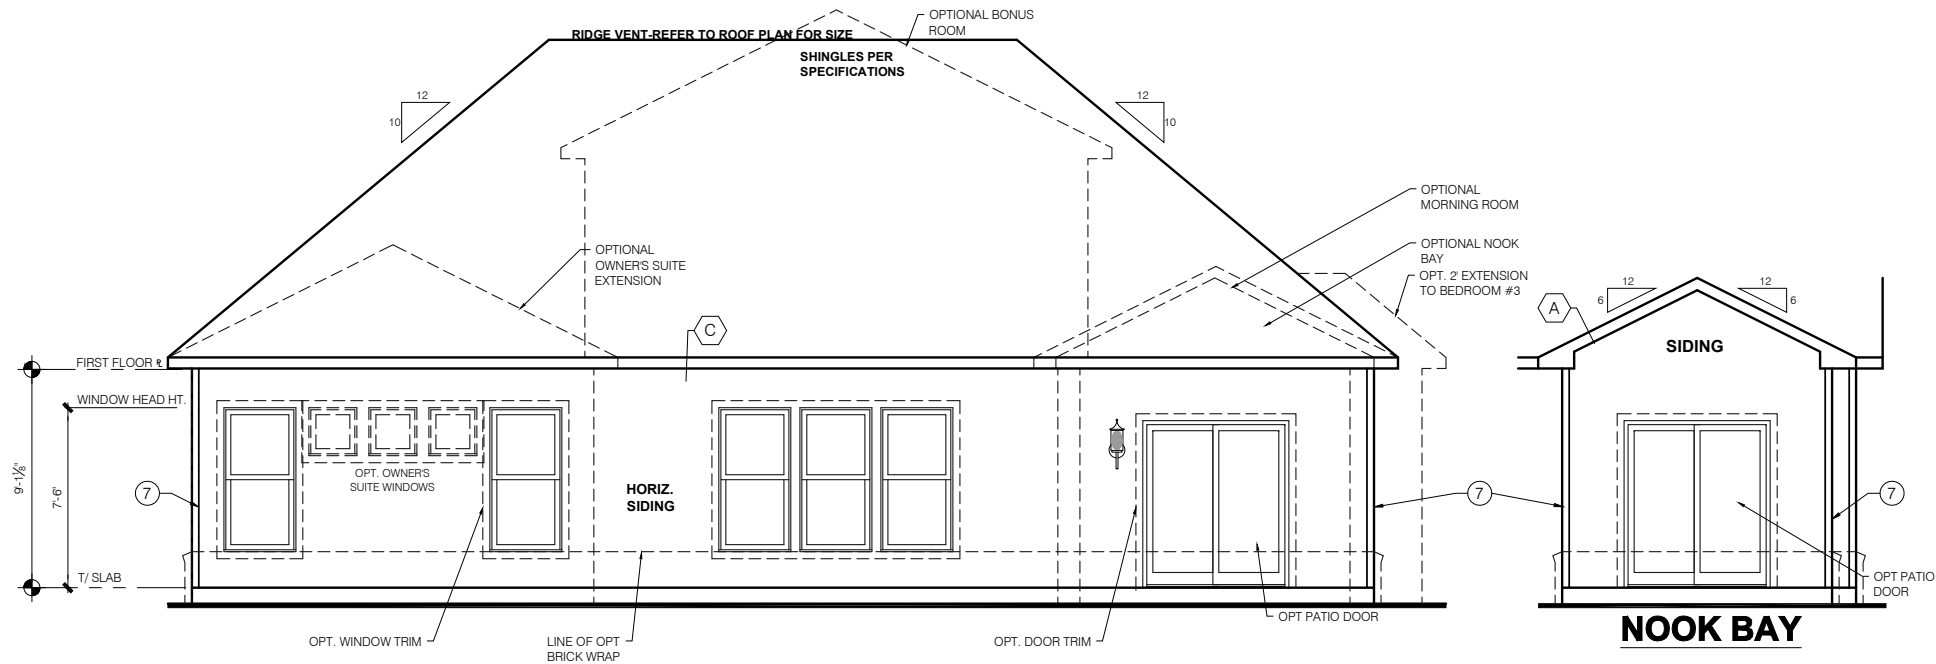 OPTIONAL BONUS
ROOM
RIDGE VENT-REFER TO ROOF PLAN FOR SIZE
SHINGLES PER
SPECIFICATIONS
12
10
12
10
OPTIONAL
MORNING ROOM
OPTIONAL NOOK
BAY
OPT. 2' EXTENSION
TO BEDROOM #3
OPTIONAL
OWNER'S SUITE
EXTENSION
12
6
12
6
A
C
SIDING
FIRST FLOOR ⅊
WINDOW HEAD HT.
9'-1⅛"
7'-6"
T/ SLAB
7
OPT. OWNER'S
SUITE WINDOWS
HORIZ.
SIDING
7
7
OPT PATIO
DOOR
OPT. WINDOW TRIM
LINE OF OPT
BRICK WRAP
OPT. DOOR TRIM
OPT PATIO DOOR
NOOK BAY